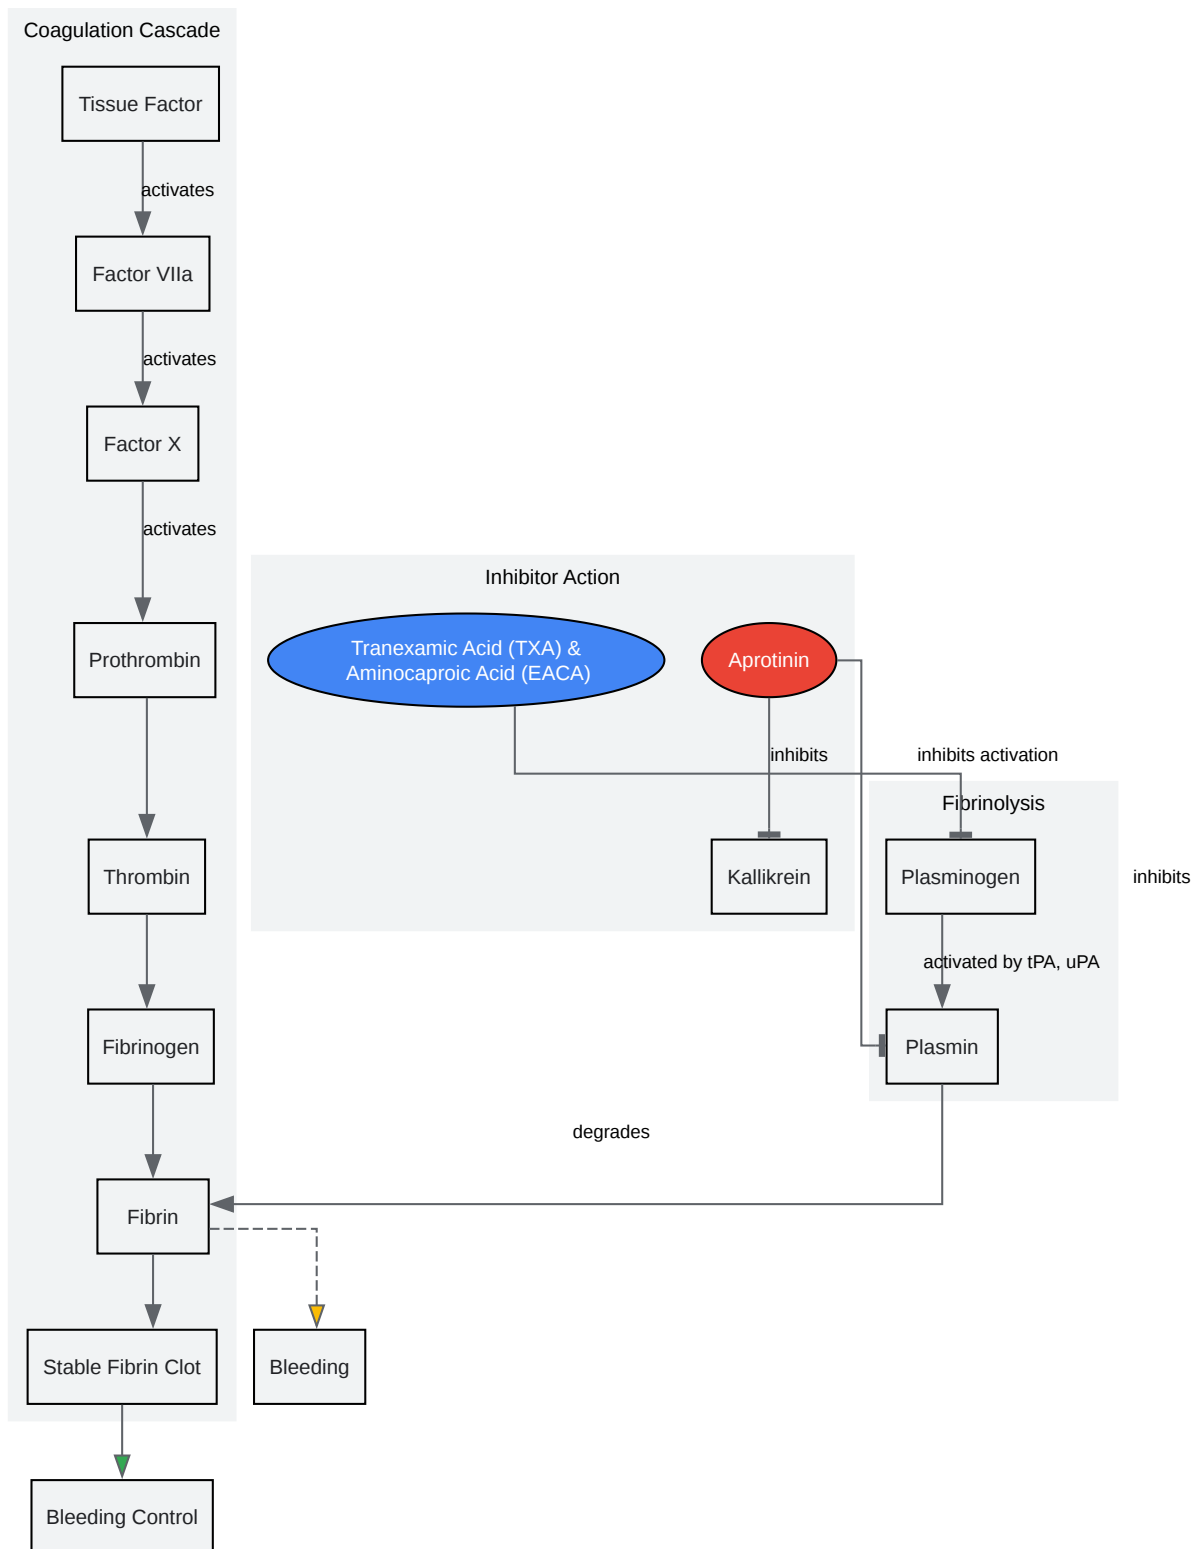 Coagulation Cascade
Tissue Factor
activates
Factor VIIa
activates
Factor X
activates
Prothrombin
Thrombin
Fibrinogen
Fibrin
Stable Fibrin Clot
Bleeding Control
Bleeding
Inhibitor Action
Tranexamic Acid (TXA) &
Aminocaproic Acid (EACA)
Aprotinin
inhibits
inhibits activation
Kallikrein
Fibrinolysis
Plasminogen
inhibits
activated by tPA, uPA
Plasmin
degrades